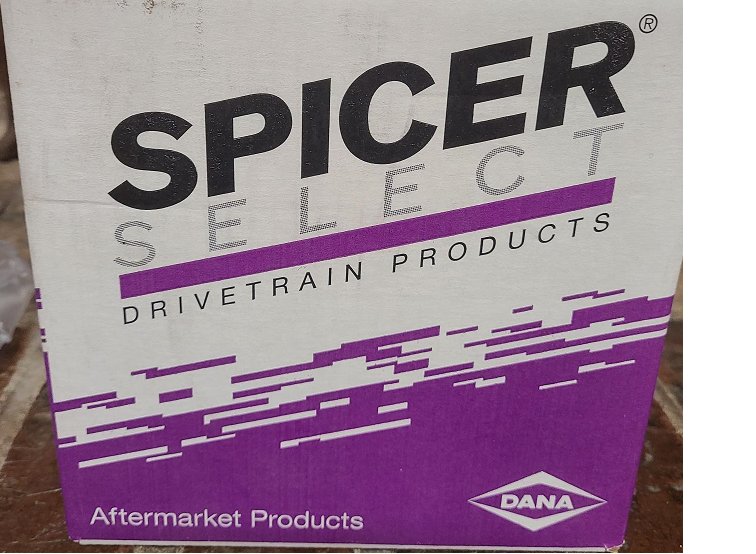 SPICER®
SELECT
DRIVETRAIN PRODUCTS
Aftermarket Products
DANA